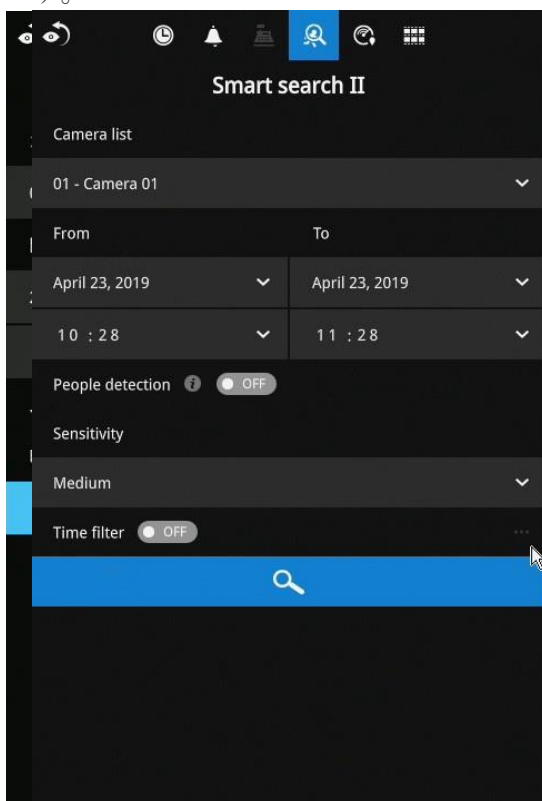 Smart search II
Camera list
01 - Camera 01
From To
April 23, 2019 April 23, 2019
10 : 28 11 : 28
People detection i OFF
Sensitivity
Medium
Time filter OFF ...